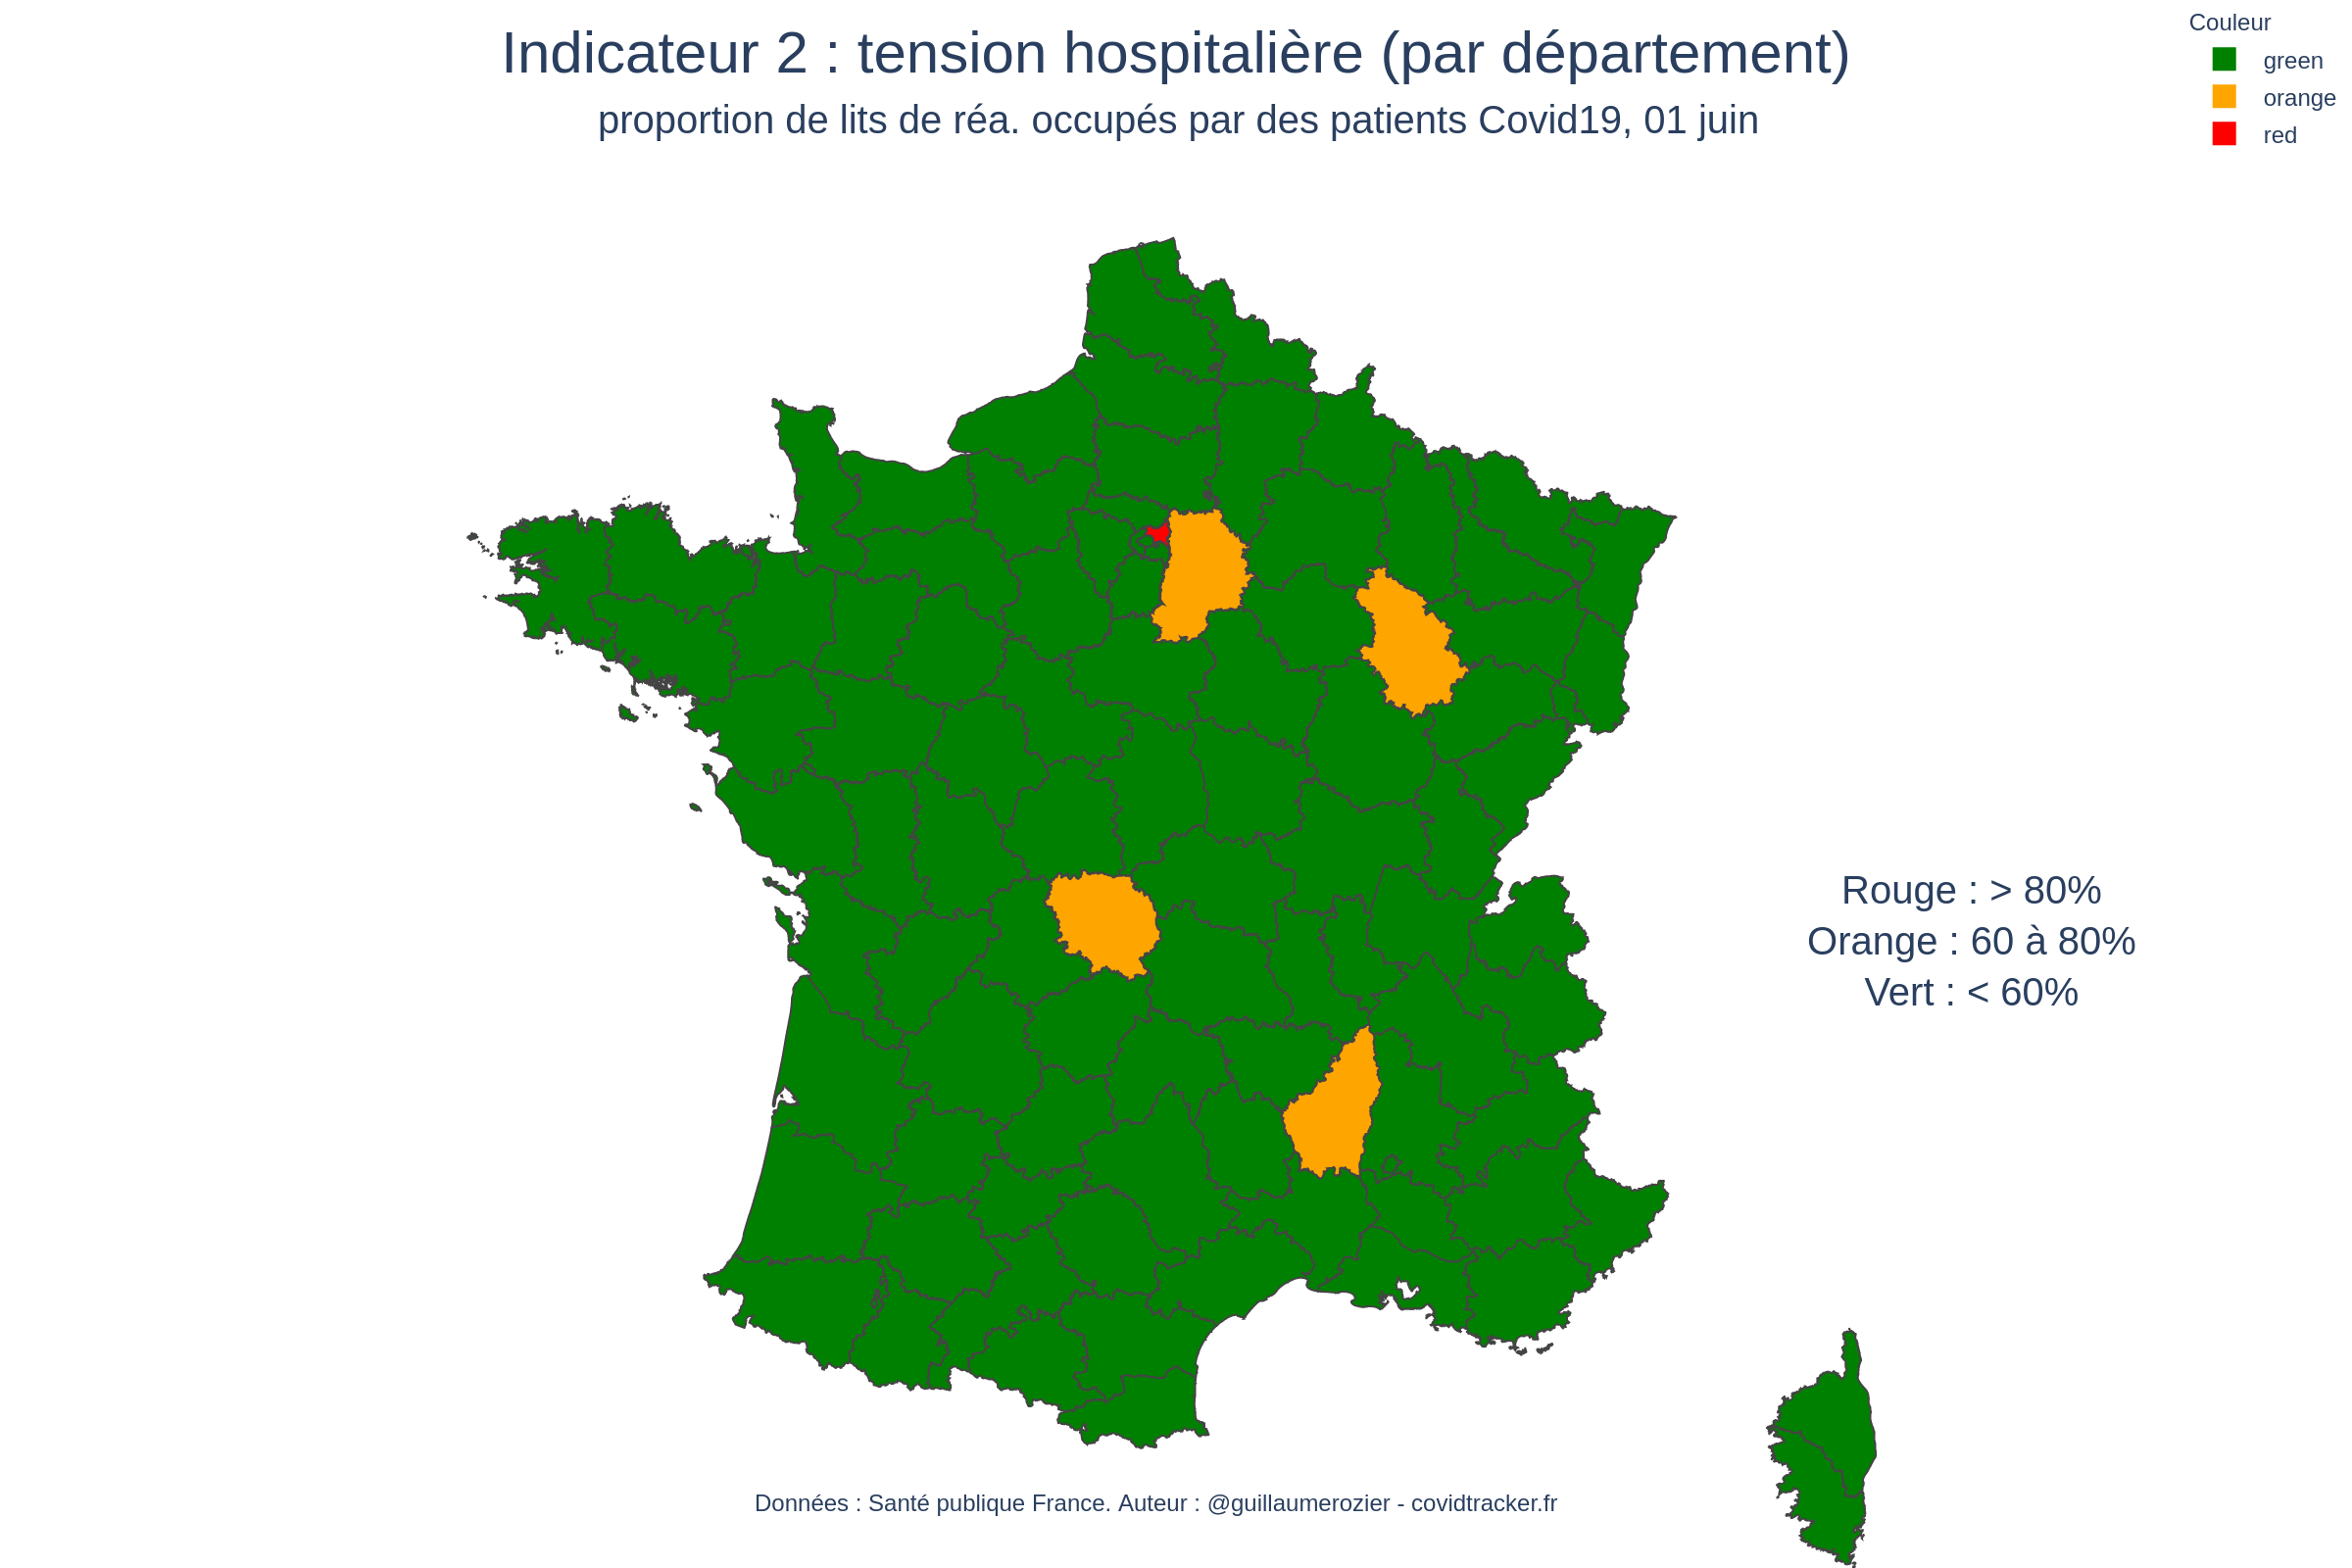 Indicateur 2 : tension hospitalière (par département)
proportion de lits de réa. occupés par des patients Covid19, 01 juin
Couleur
green
orange
red
Rouge : > 80%
Orange : 60 à 80%
Vert : < 60%
Données : Santé publique France. Auteur : @guillaumerozier - covidtracker.fr